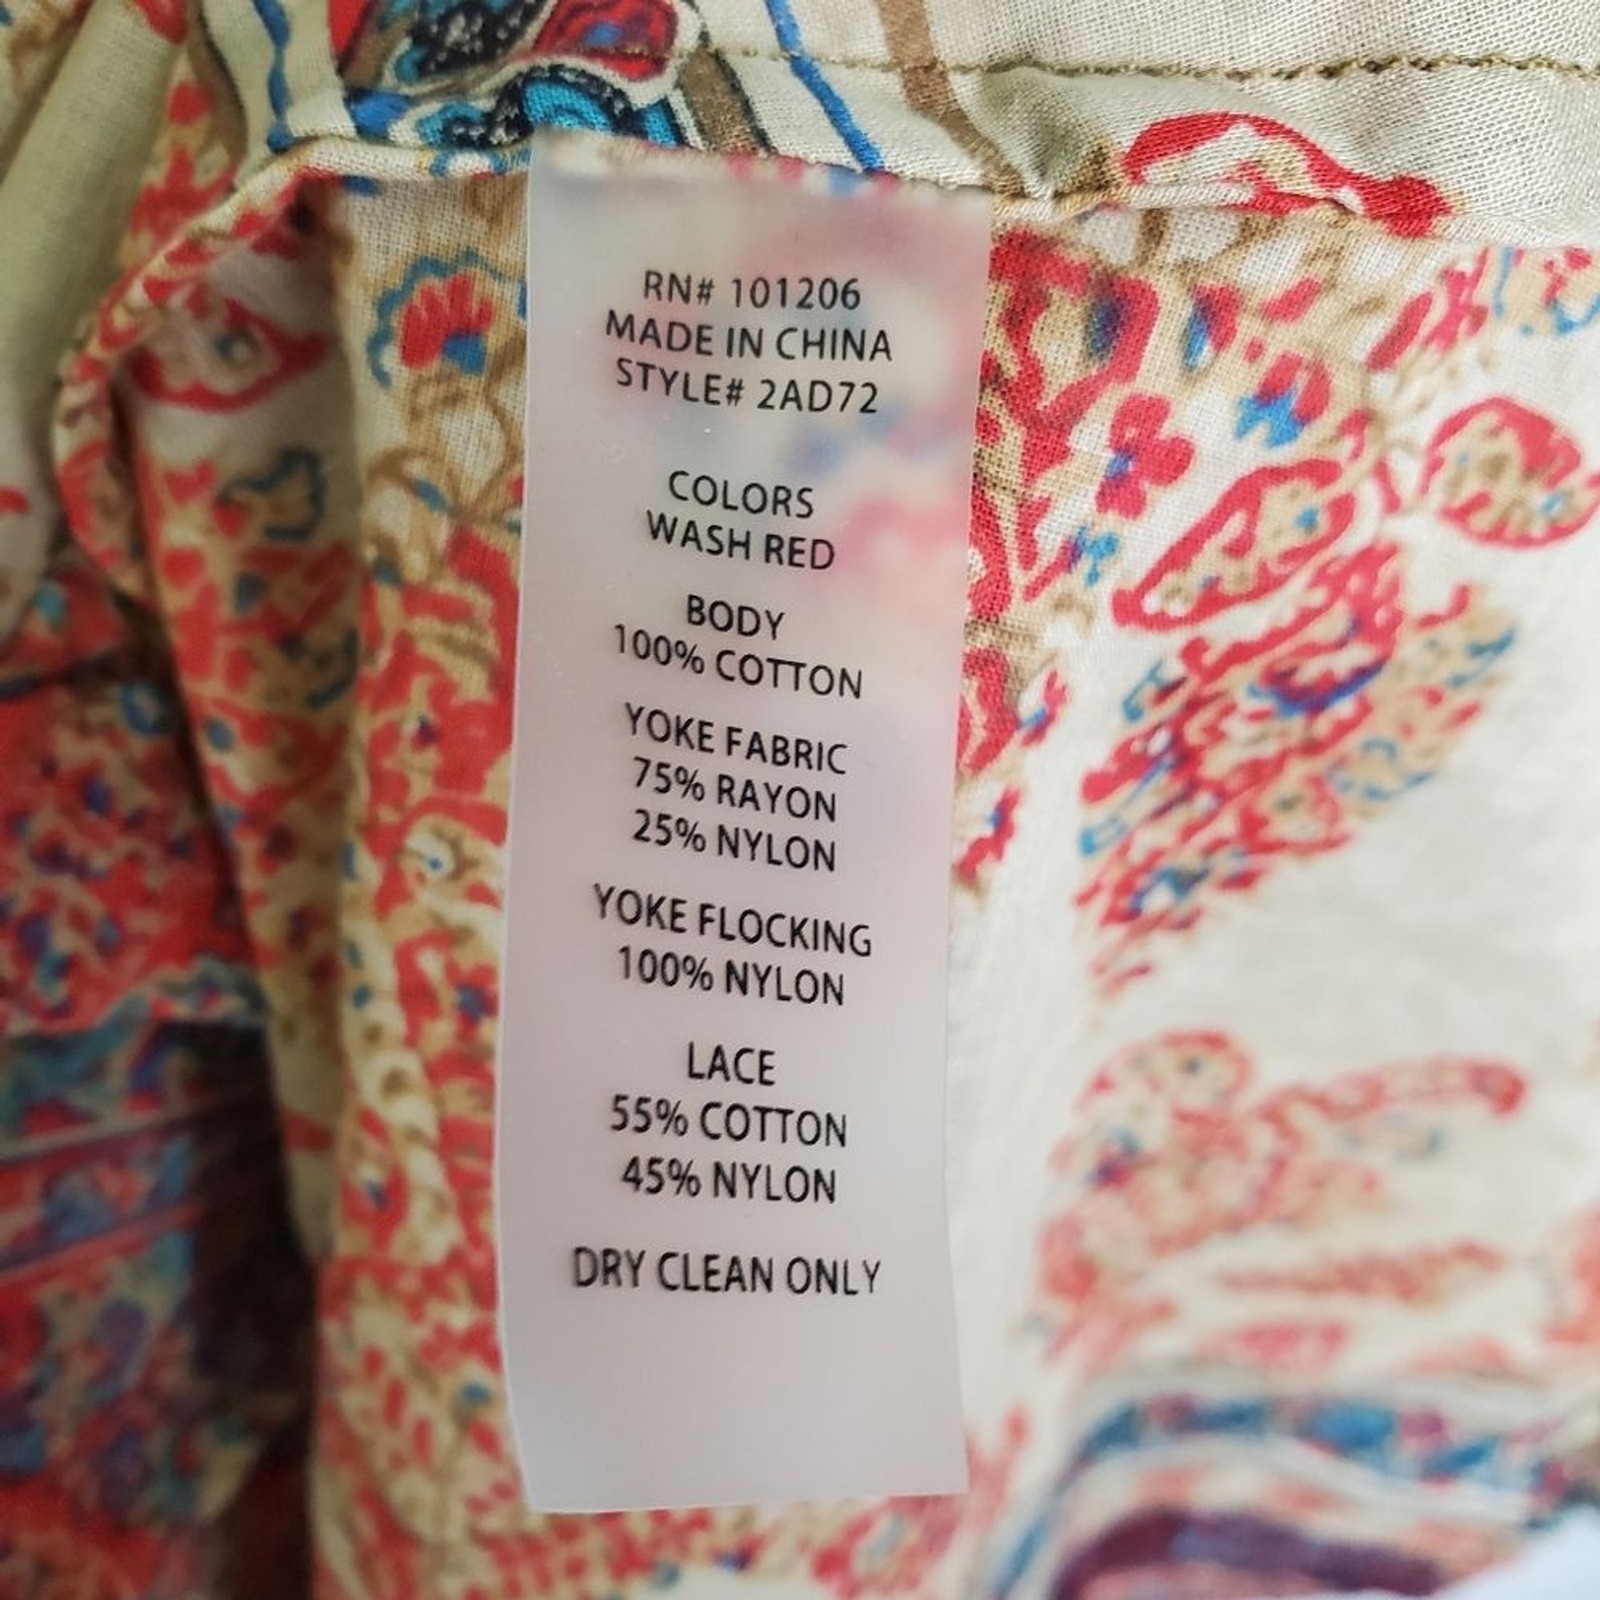 RN# 101206
MADE IN CHINA
STYLE# 2AD72
COLORS
WASH RED
BODY
100% COTTON
YOKE FABRIC
75% RAYON
25% NYLON
YOKE FLOCKING
100% NYLON
LACE
55% COTTON
45% NYLON
DRY CLEAN ONLY